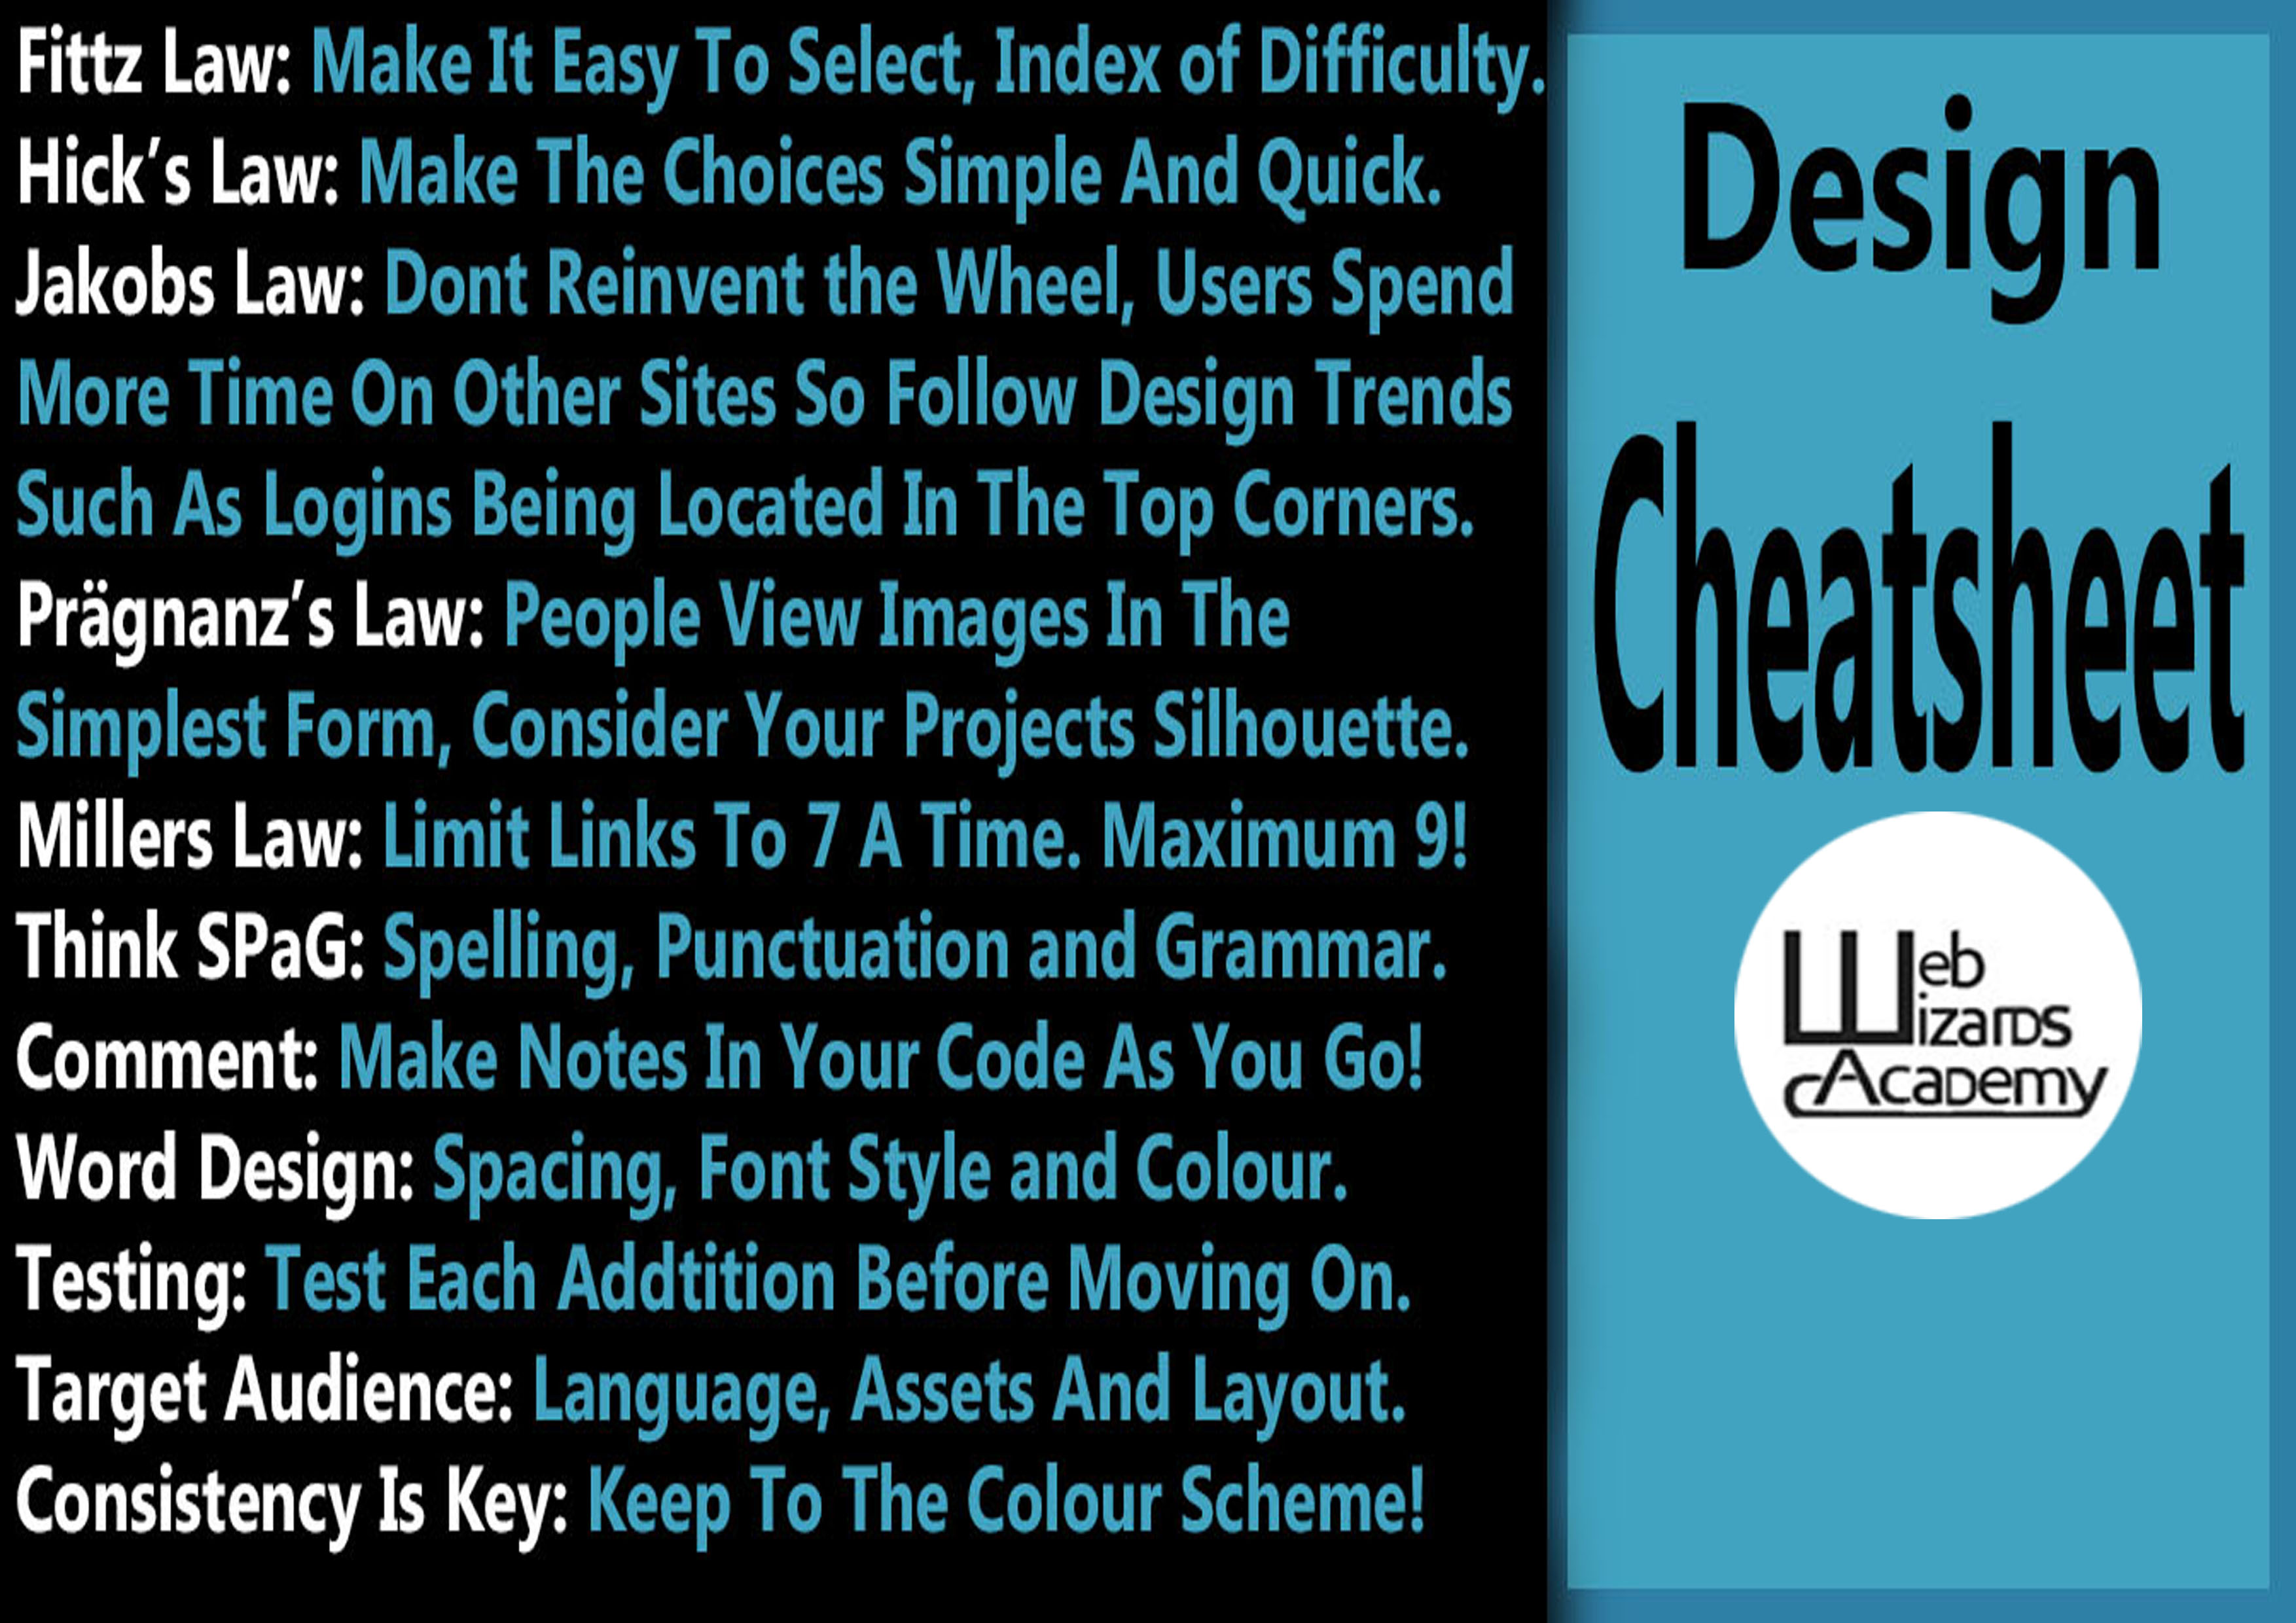 Fittz Law: Make It Easy To Select, Index of Difficulty.
Hick’s Law: Make The Choices Simple And Quick.
Jakobs Law: Dont Reinvent the Wheel, Users Spend
More Time On Other Sites So Follow Design Trends
Such As Logins Being Located In The Top Corners.
Prägnanz’s Law: People View Images In The
Simplest Form, Consider Your Projects Silhouette.
Millers Law: Limit Links To 7 A Time. Maximum 9!
Think SPaG: Spelling, Punctuation and Grammar.
Comment: Make Notes In Your Code As You Go!
Word Design: Spacing, Font Style and Colour.
Testing: Test Each Addtition Before Moving On.
Target Audience: Language, Assets And Layout.
Consistency Is Key: Keep To The Colour Scheme!
Design
Cheatsheet
Web
Wizards
Academy